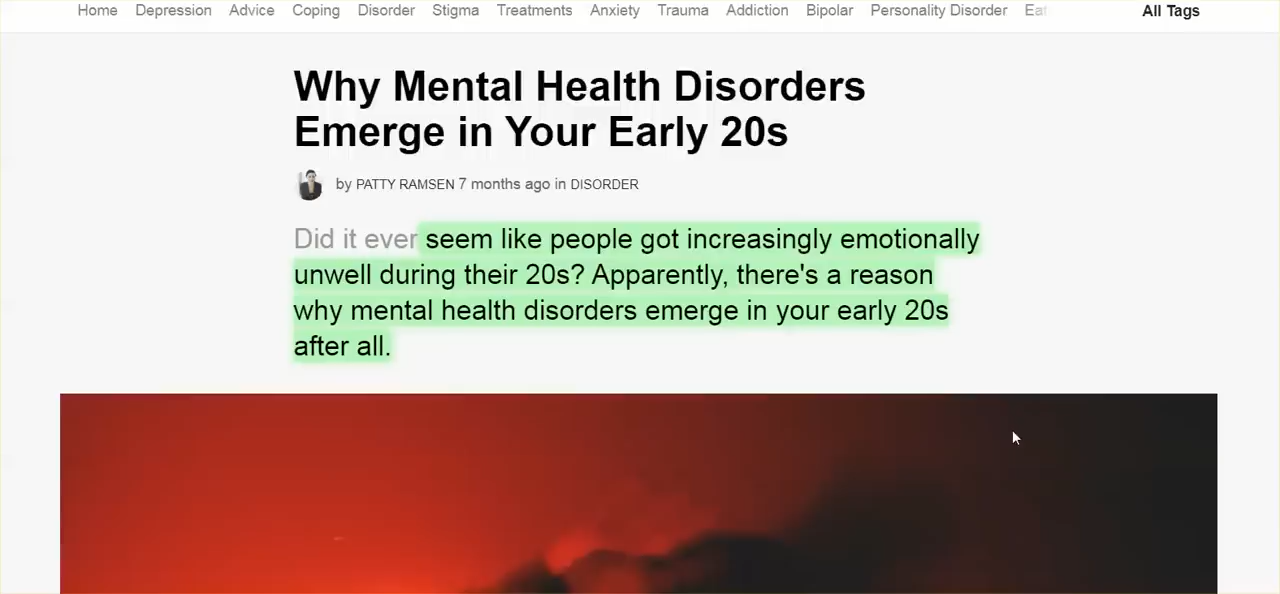 Home Depression Advice Coping Disorder Stigma Treatments Anxiety Trauma Addiction Bipolar Personality Disorder Eat All Tags
Why Mental Health Disorders
Emerge in Your Early 20s
by PATTY RAMSEN 7 months ago in DISORDER
Did it ever seem like people got increasingly emotionally
unwell during their 20s? Apparently, there's a reason
why mental health disorders emerge in your early 20s
after all.